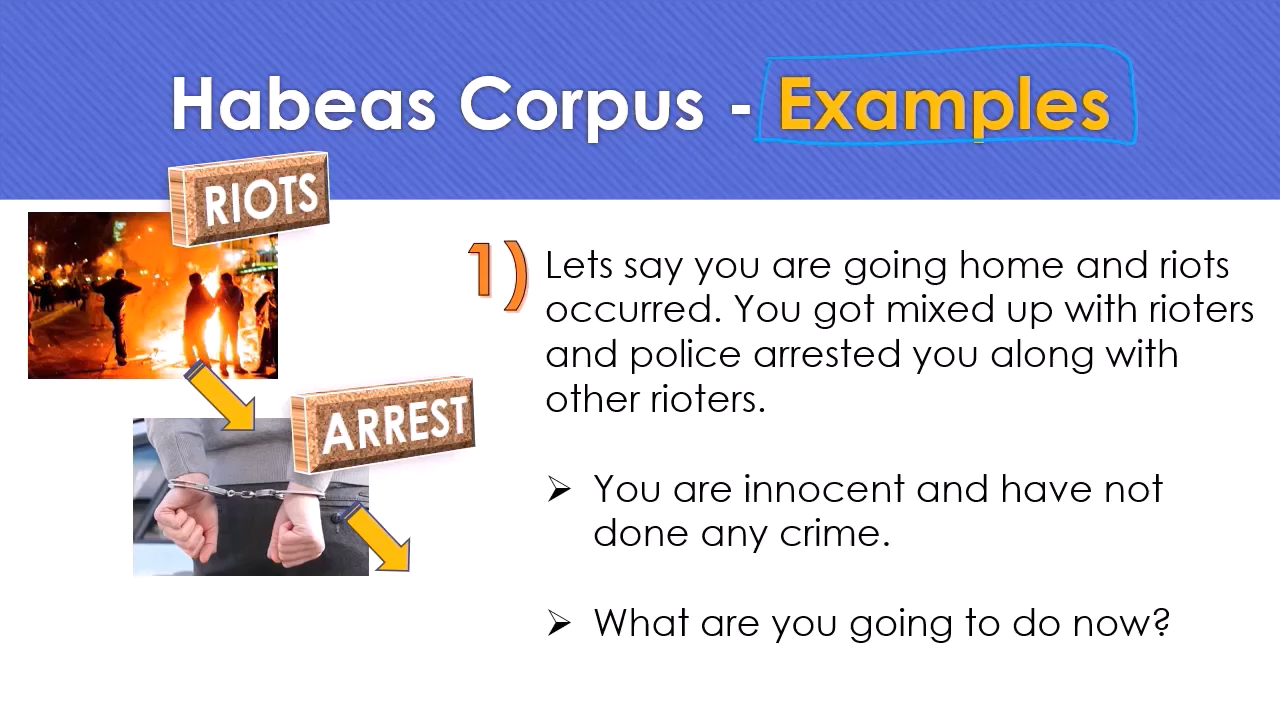 Habeas Corpus - Examples
RIOTS
ARREST
1)
Lets say you are going home and riots
occurred. You got mixed up with rioters
and police arrested you along with
other rioters.
➢ You are innocent and have not
done any crime.
➢ What are you going to do now?